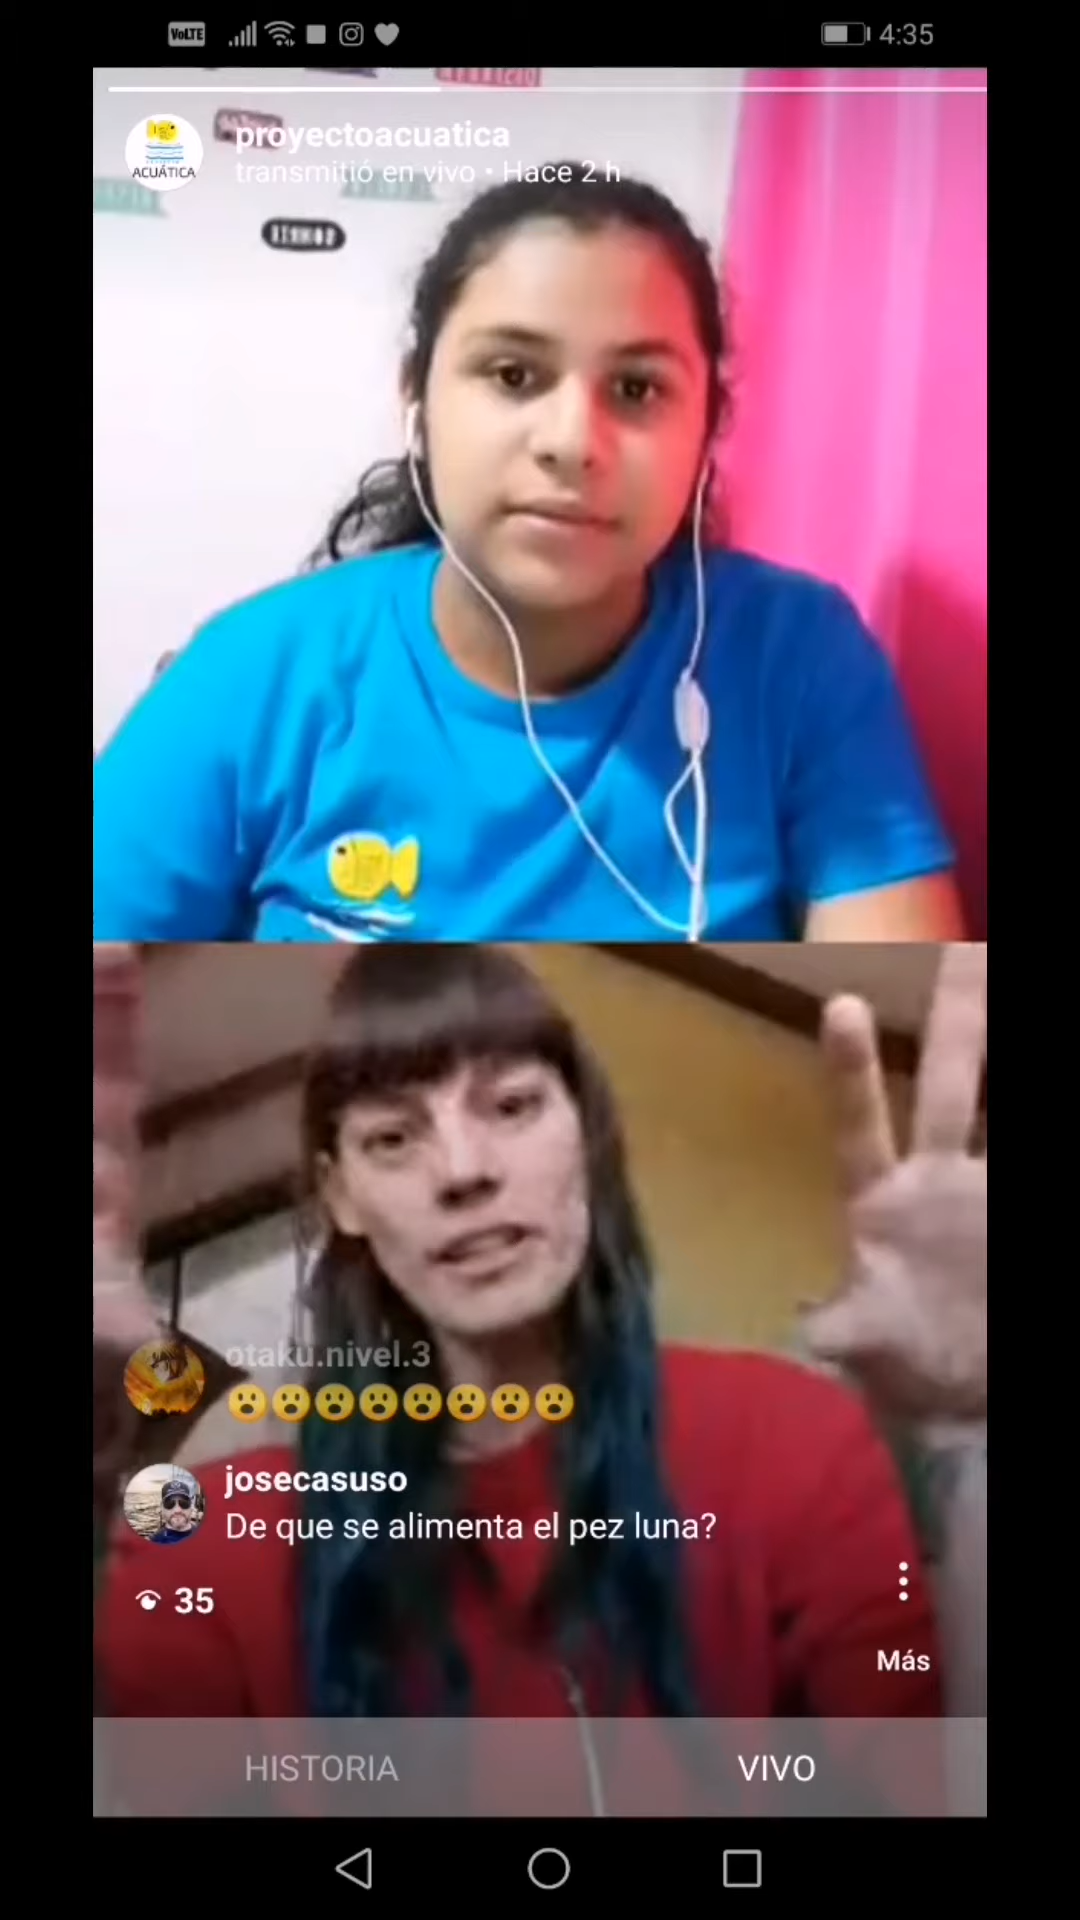 VoLTE
4:35
proyectoacuatica
transmitió en vivo • Hace 2 h
ACUÁTICA
otaku.nivel.3
😮😮😮😮😮😮😮😮
josecasuso
De que se alimenta el pez luna?
35
Más
HISTORIA
VIVO